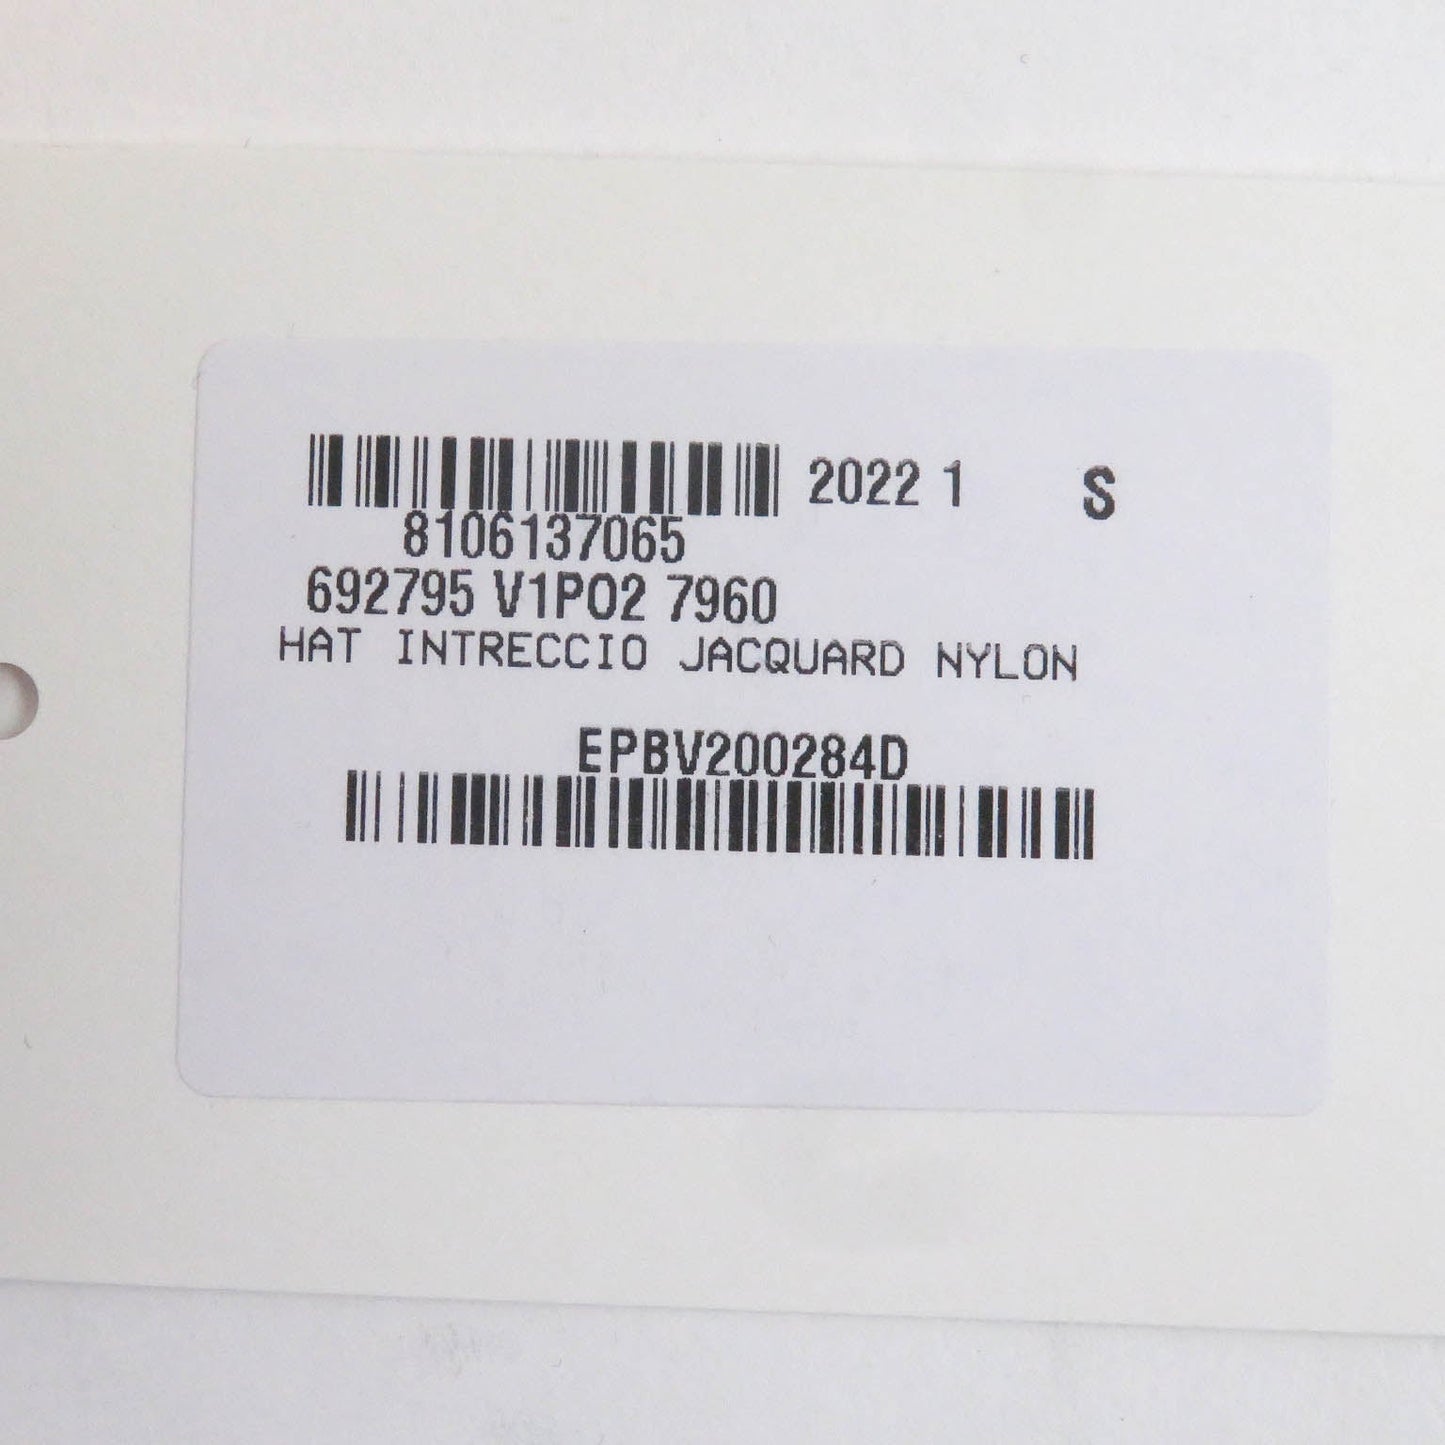 2022 1 S
8106137065
692795 V1PO2 7960
HAT INTRECCIO JACQUARD NYLON
EPBV200284D